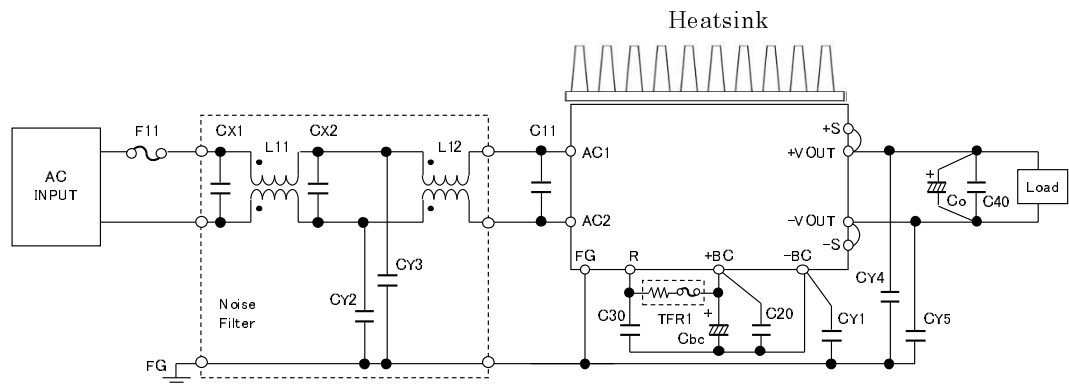 Heatsink
F11
CX1
L11
CX2
L12
C11
AC
INPUT
AC1
AC2
+S
+VOUT
-VOUT
-S
+
Co
C40
Load
FG
R
+BC
-BC
CY2
CY3
Noise
Filter
C30
TFR1
+
Cbc
C20
CY1
CY4
CY5
FG